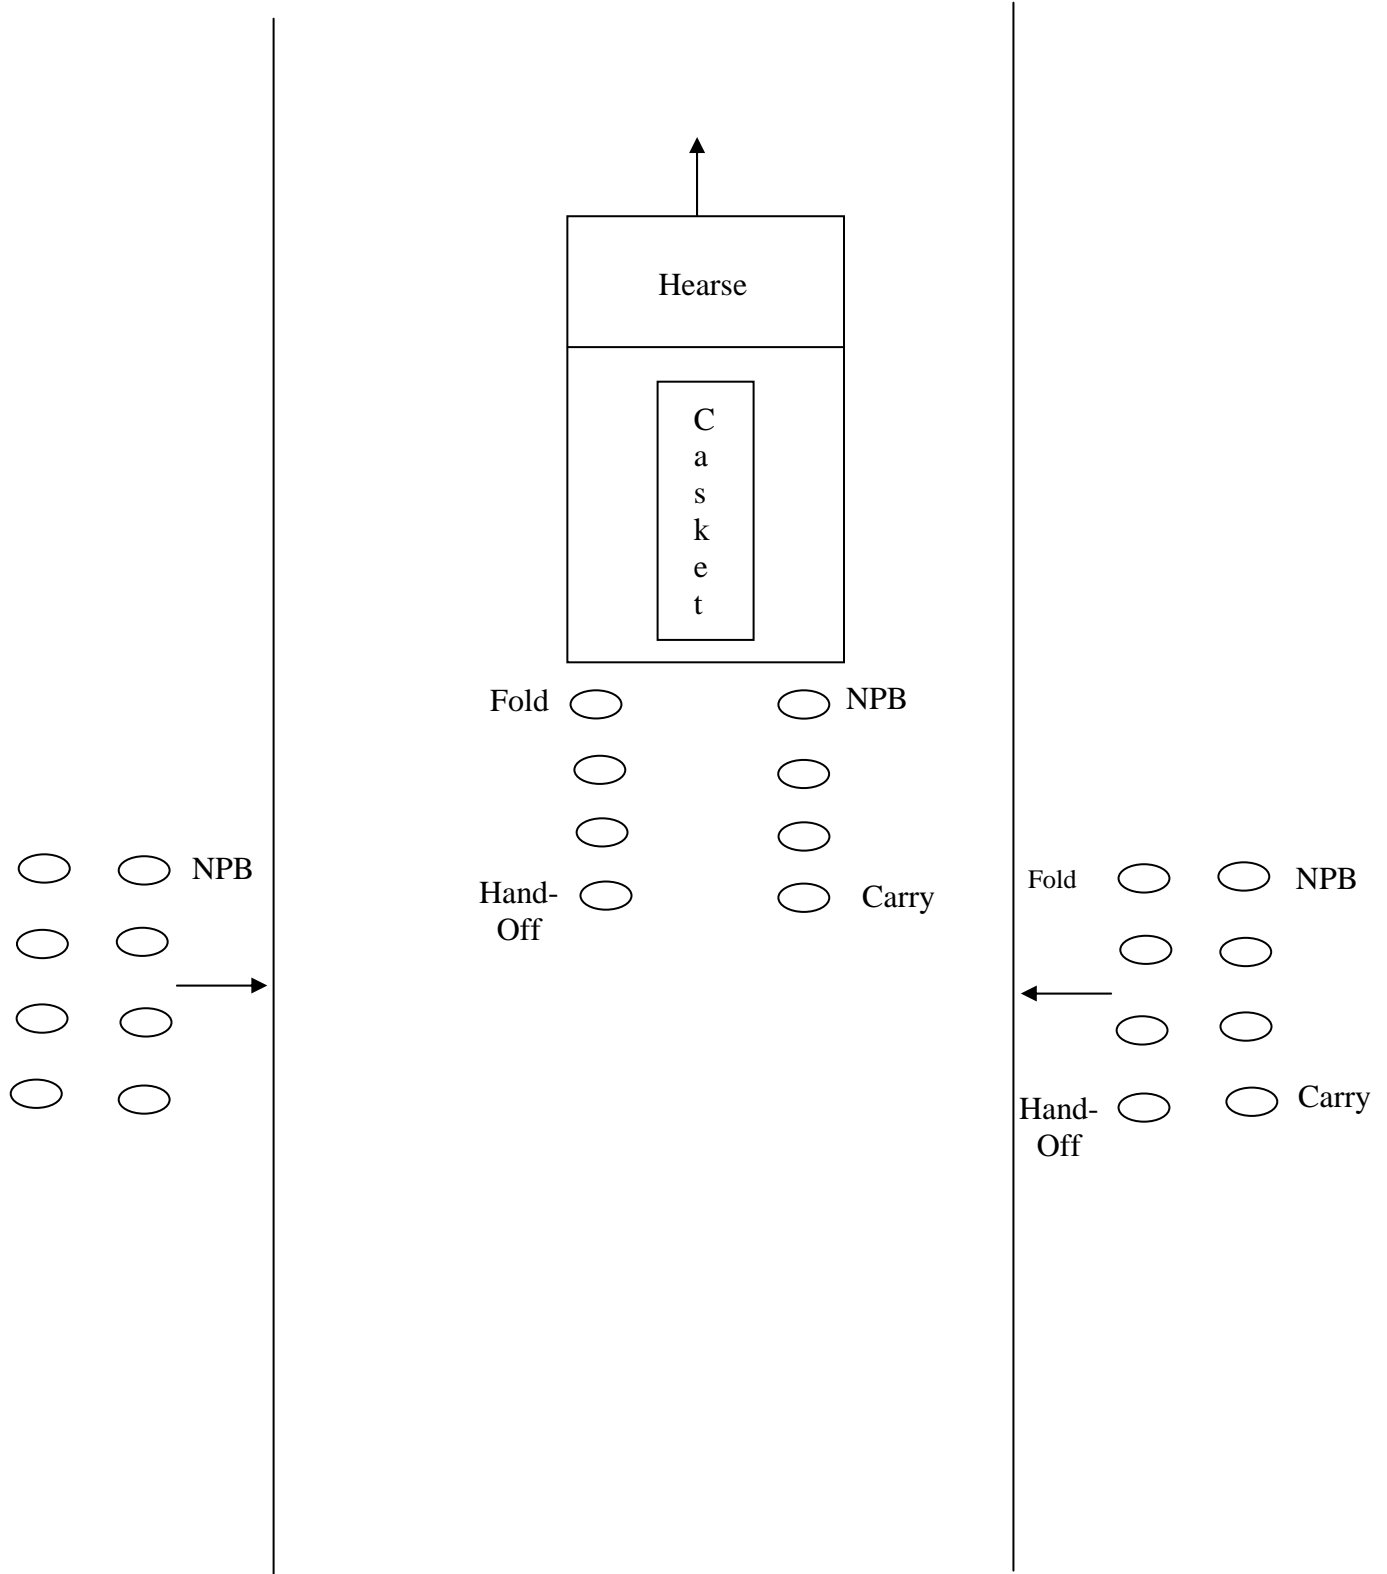 Hearse
C
a
s
k
e
t
Fold
NPB
Hand-
Off
Carry
NPB
Fold
NPB
Hand-
Off
Carry